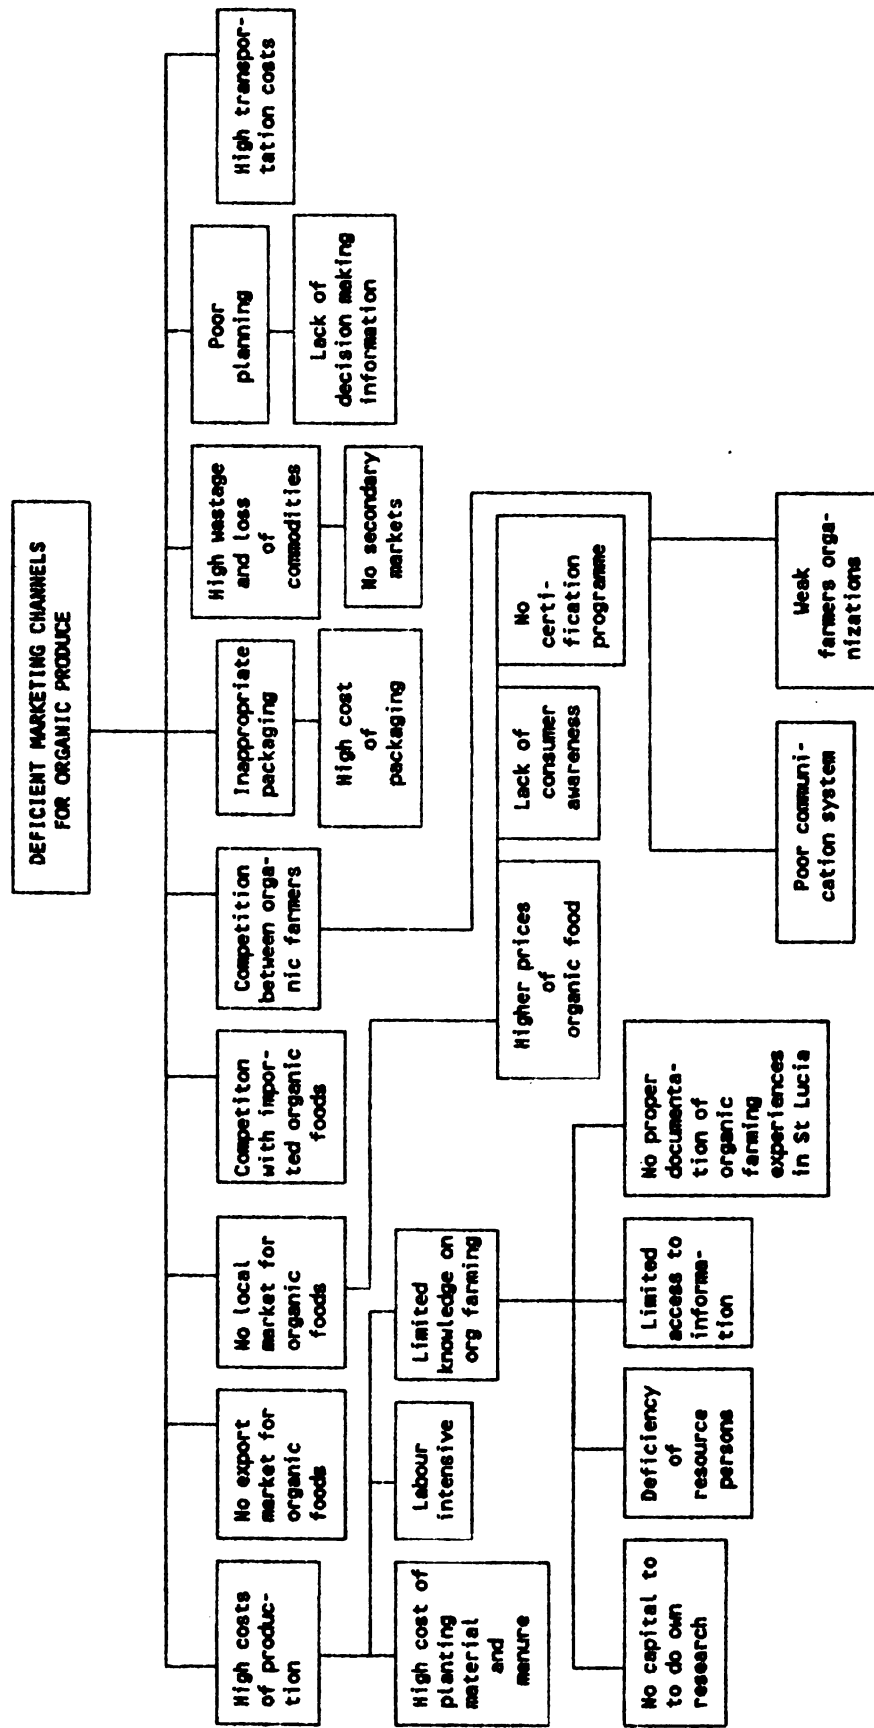 DEFICIENT MARKETING CHANNELS
FOR ORGANIC PRODUCE
High costs
of produc-
tion
No export
market for
organic
foods
No local
market for
organic
foods
Competiton
with impor-
ted organic
foods
Competition
between orga-
nic farmers
Inappropriate
packaging
High wastage
and loss
of
commodities
Poor
planning
High transpor-
tation costs
High cost
of
packaging
No secondary
markets
Lack of
decision making
information
High cost of
planting
material
and
manure
Labour
intensive
Limited
knowledge on
org farming
Higher prices
of
organic food
Lack of
consumer
awareness
No
certi-
fication
programme
No capital to
to do own
research
Deficiency
of
resource
persons
Limited
access to
informa-
tion
No proper
documenta-
tion of
organic
farming
experiences
in St Lucia
Poor communi-
cation system
Weak
farmers orga-
nizations